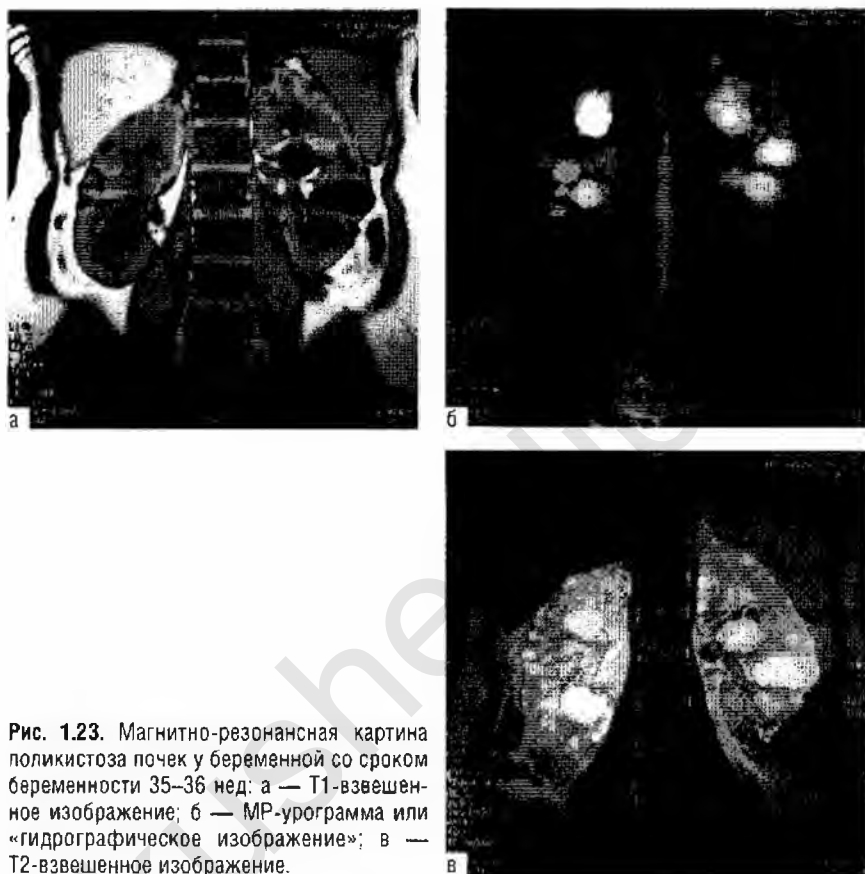 а
б
Рис. 1.23. Магнитно-резонансная картина
поликистоза почек у беременной со сроком
беременности 35–36 нед: а — Т1-взвешен-
ное изображение; б — МР-урограмма или
«гидрографическое изображение»; в —
Т2-взвешенное изображение.
в